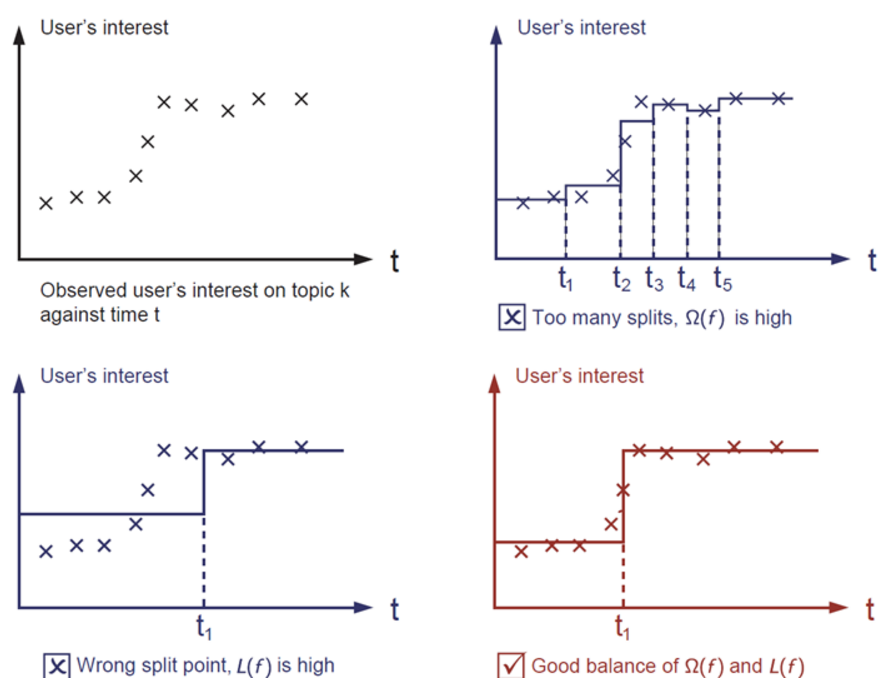 User's interest
t
Observed user's interest on topic k
against time t
User's interest
t
t₁ t₂ t₃ t₄ t₅
Too many splits, Ω(f) is high
User's interest
t
t₁
Wrong split point, L(f) is high
User's interest
t
t₁
Good balance of Ω(f) and L(f)